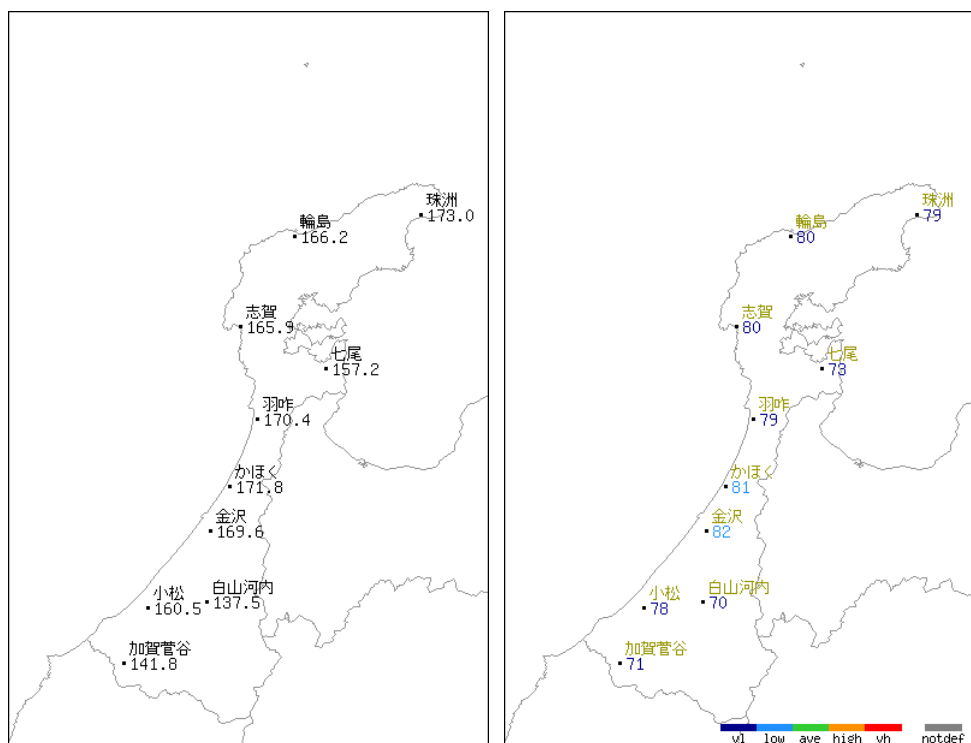 珠洲
173.0
輪島
166.2
志賀
165.9
七尾
157.2
羽咋
170.4
かほく
171.8
金沢
169.6
白山河内
137.5
小松
160.5
加賀菅谷
141.8
珠洲
79
輪島
80
志賀
80
七尾
73
羽咋
79
かほく
81
金沢
82
白山河内
70
小松
78
加賀菅谷
71
vl low ave high vh notdef